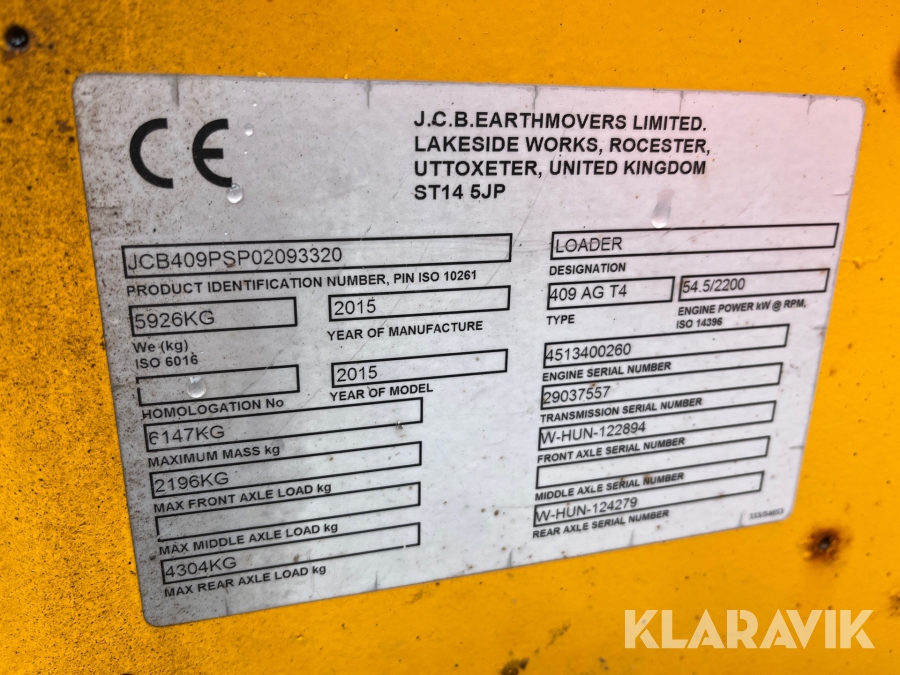 CE
J.C.B.EARTHMOVERS LIMITED.
LAKESIDE WORKS, ROCESTER,
UTTOXETER, UNITED KINGDOM
ST14 5JP
JCB409PSP02093320
PRODUCT IDENTIFICATION NUMBER, PIN ISO 10261
5926KG
We (kg)
ISO 6016
2015
YEAR OF MANUFACTURE
HOMOLOGATION No
2015
YEAR OF MODEL
6147KG
MAXIMUM MASS kg
2196KG
MAX FRONT AXLE LOAD kg
MAX MIDDLE AXLE LOAD kg
4304KG
MAX REAR AXLE LOAD kg
LOADER
DESIGNATION
409 AG T4
TYPE
54.5/2200
ENGINE POWER kW @ RPM,
ISO 14396
4513400260
ENGINE SERIAL NUMBER
29037557
TRANSMISSION SERIAL NUMBER
W-HUN-122894
FRONT AXLE SERIAL NUMBER
MIDDLE AXLE SERIAL NUMBER
W-HUN-124279
REAR AXLE SERIAL NUMBER
KLARAVIK